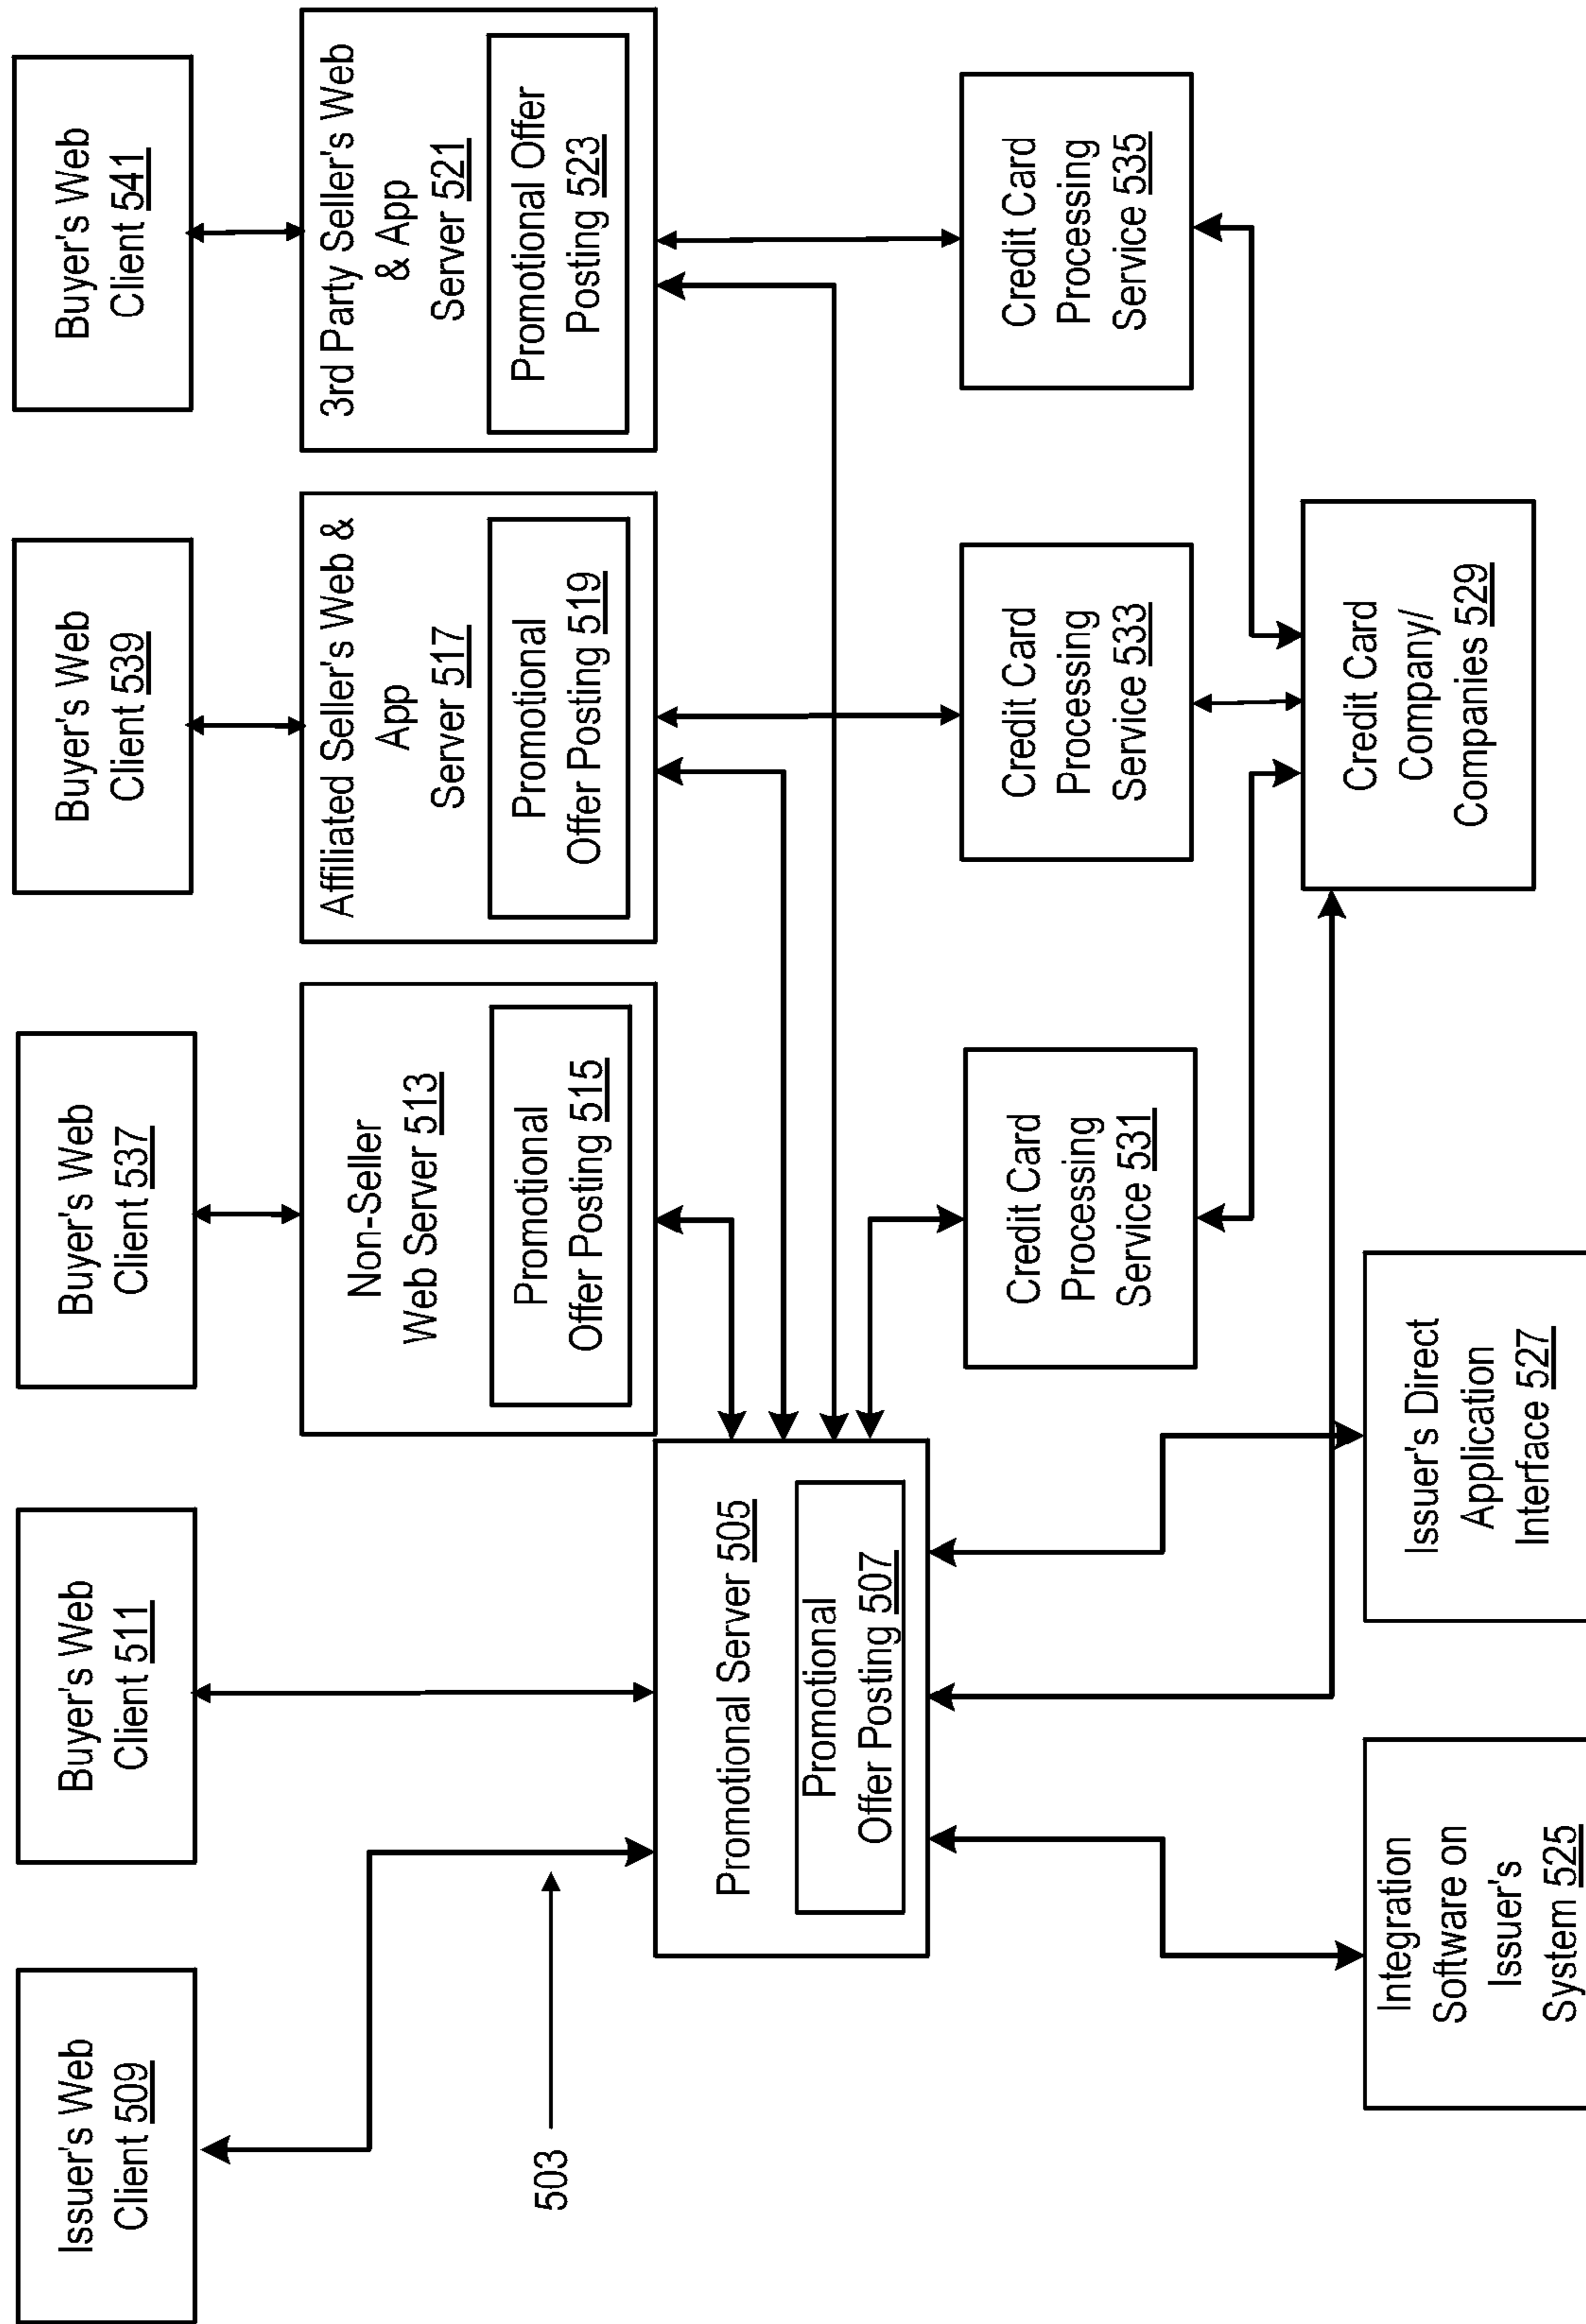 Issuer's Web
Client 509
Buyer's Web
Client 511
Buyer's Web
Client 537
Buyer's Web
Client 539
Buyer's Web
Client 541
Non-Seller
Web Server 513
Promotional
Offer Posting 515
Affiliated Seller's Web &
App
Server 517
Promotional
Offer Posting 519
3rd Party Seller's Web
& App
Server 521
Promotional Offer
Posting 523
503
Promotional Server 505
Promotional
Offer Posting 507
Credit Card
Processing
Service 531
Credit Card
Processing
Service 533
Credit Card
Processing
Service 535
Integration
Software on
Issuer's
System 525
Issuer's Direct
Application
Interface 527
Credit Card
Company/
Companies 529